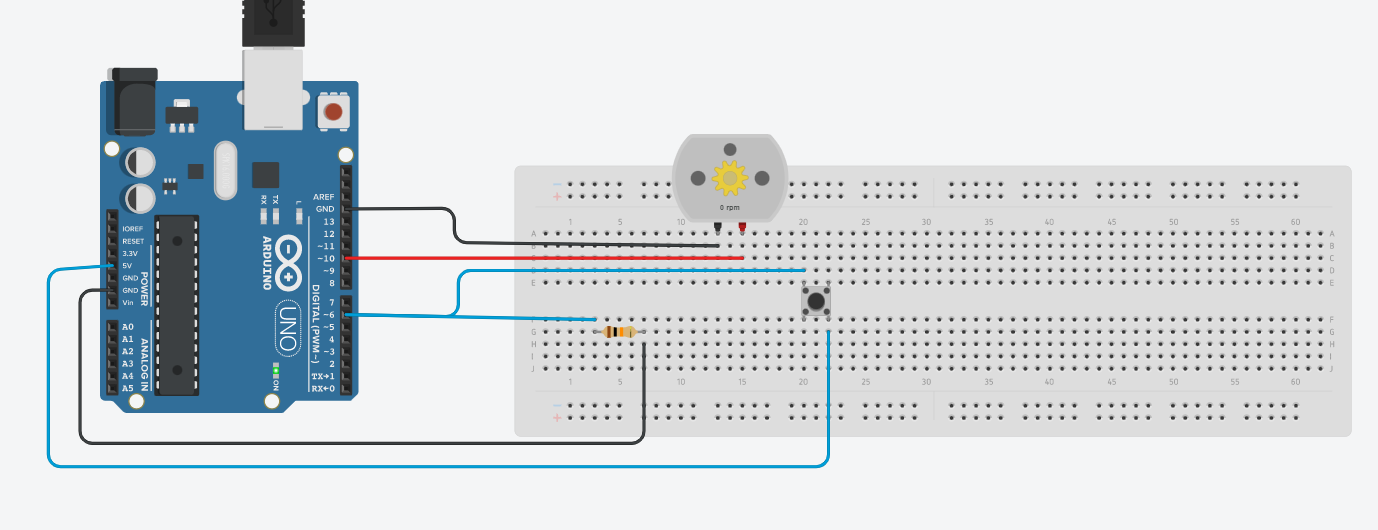 AREF
GND
13
12
~11
~10
~9
8
7
~6
~5
4
~3
2
TX→1
RX←0
DIGITAL (PWM~)
RX
TX
L
ARDUINO
UNO
ON
IOREF
RESET
3.3V
5V
GND
GND
Vin
POWER
A0
A1
A2
A3
A4
A5
ANALOG IN
0 rpm
1 5 10 15 20 25 30 35 40 45 50 55 60
A A
B B
C C
D D
E E
F F
G G
H H
I I
J J
1 5 10 15 20 25 30 35 40 45 50 55 60